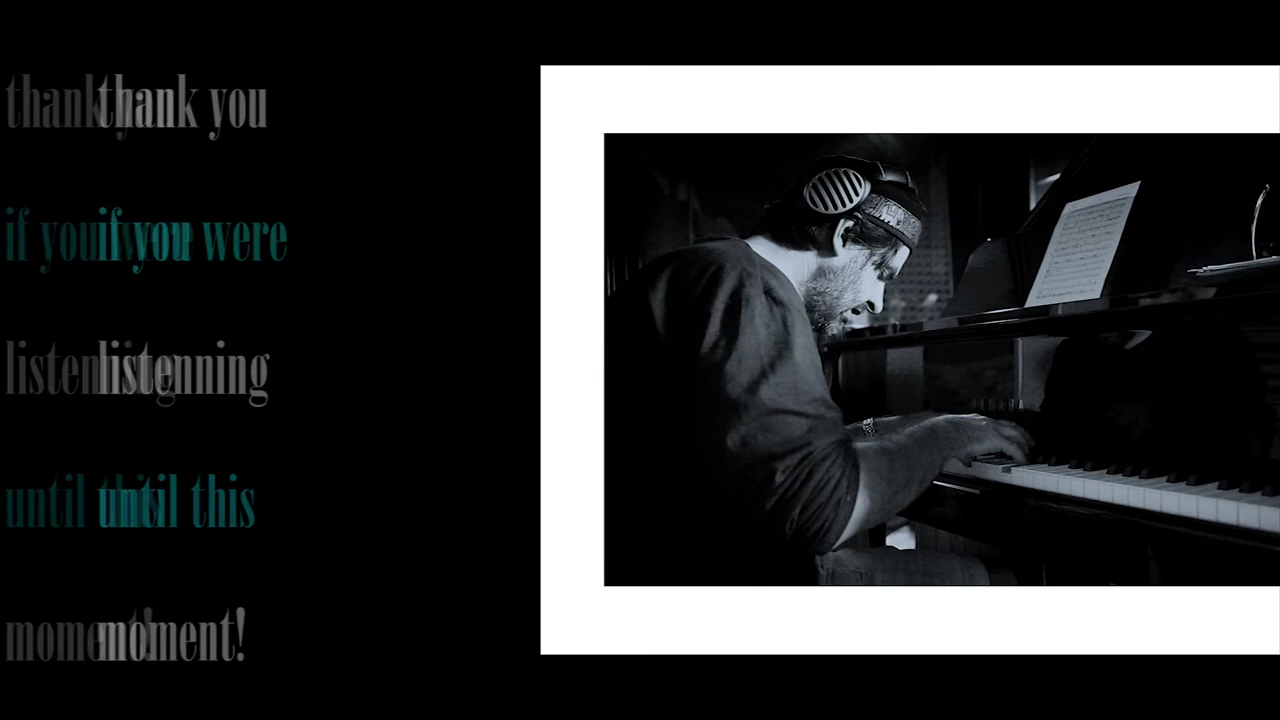 thank you
if you were
listenning
until this
moment!